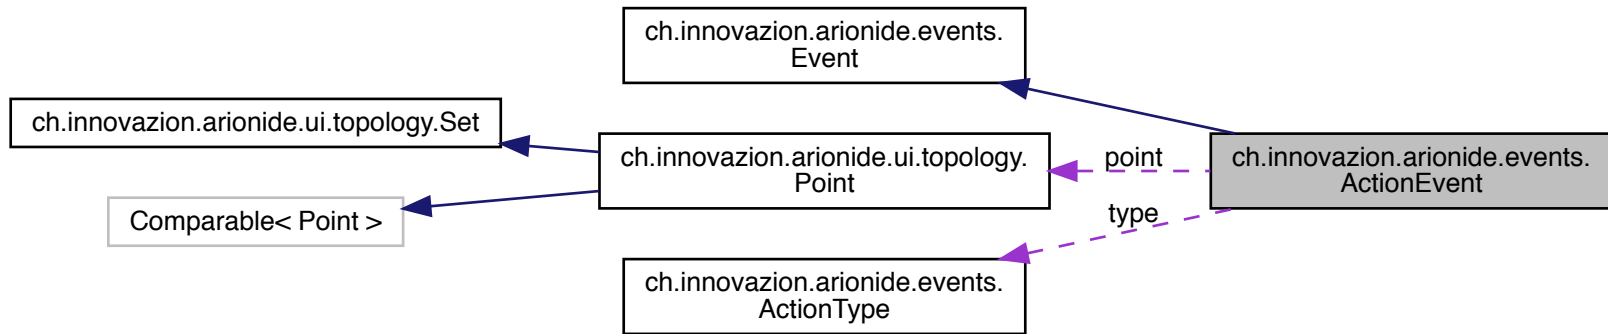 ch.innovazion.arionide.events.
Event
ch.innovazion.arionide.ui.topology.Set
ch.innovazion.arionide.ui.topology.
Point
point
ch.innovazion.arionide.events.
ActionEvent
Comparable< Point >
type
ch.innovazion.arionide.events.
ActionType